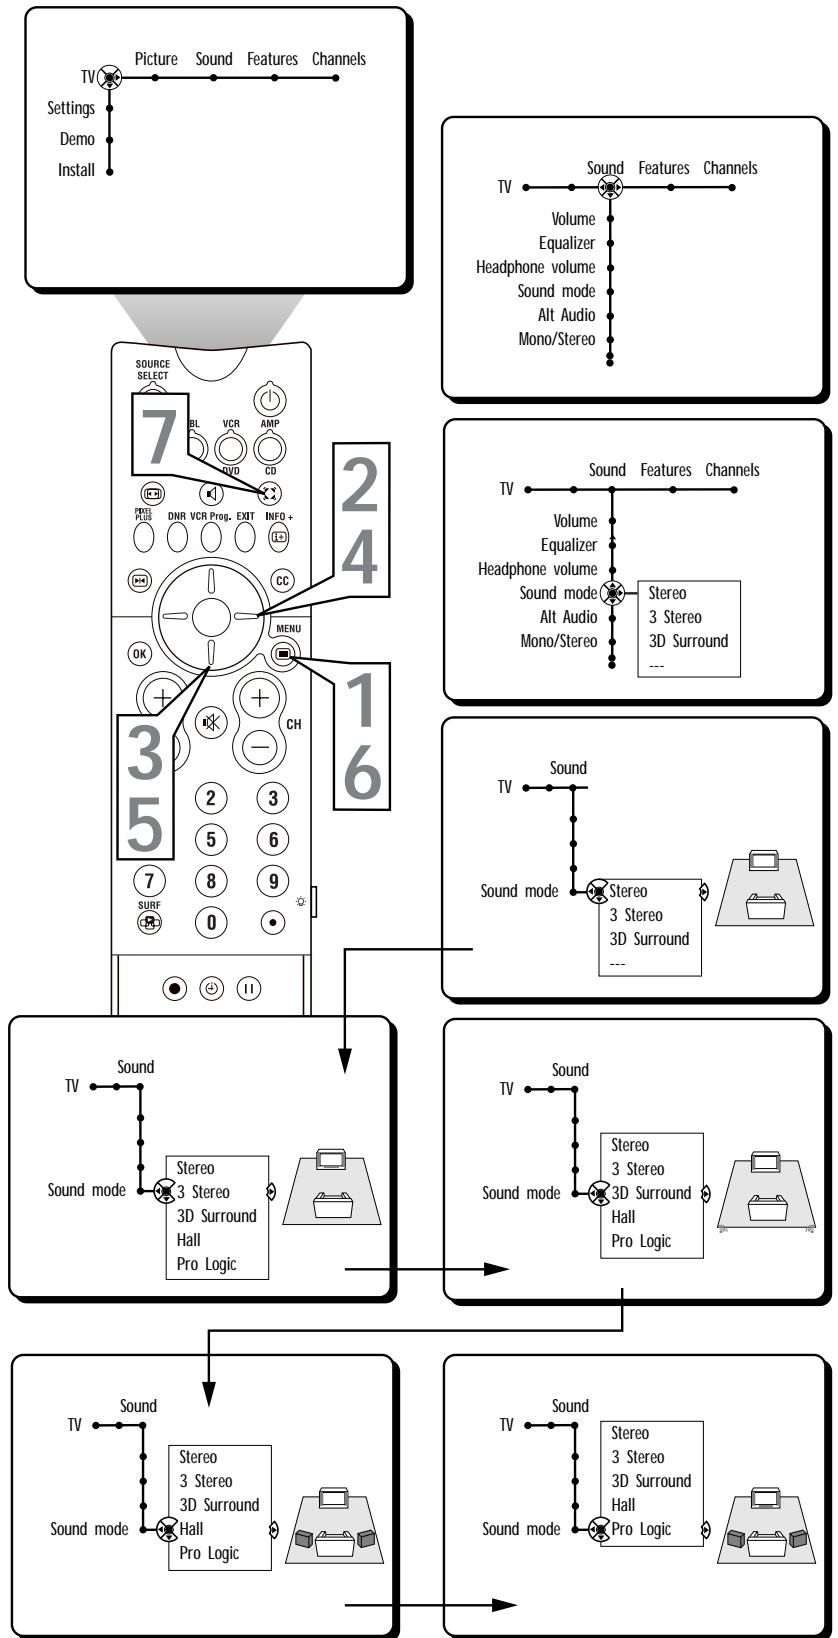 Picture Sound Features Channels
TV
Settings
Demo
Install
Sound Features Channels
TV
Volume
Equalizer
Headphone volume
Sound mode
Alt Audio
Mono/Stereo
SOURCE
SELECT
BL VCR AMP
DVD CD
PIXEL
PLUS
DNR VCR Prog. EXIT INFO +
i+
CC
MENU
OK
CH
2 3
5 6
7 8 9
SURF
0
7
2
4
1
6
3
5
Sound Features Channels
TV
Volume
Equalizer
Headphone volume
Sound mode Stereo
Alt Audio 3 Stereo
Mono/Stereo 3D Surround
---
Sound
TV
Sound mode Stereo
3 Stereo
3D Surround
---
Sound
TV
Stereo
Sound mode 3 Stereo
3D Surround
Hall
Pro Logic
Sound
TV
Stereo
3 Stereo
Sound mode 3D Surround
Hall
Pro Logic
Sound
TV
Stereo
3 Stereo
3D Surround
Sound mode Hall
Pro Logic
Sound
TV
Stereo
3 Stereo
3D Surround
Hall
Sound mode Pro Logic